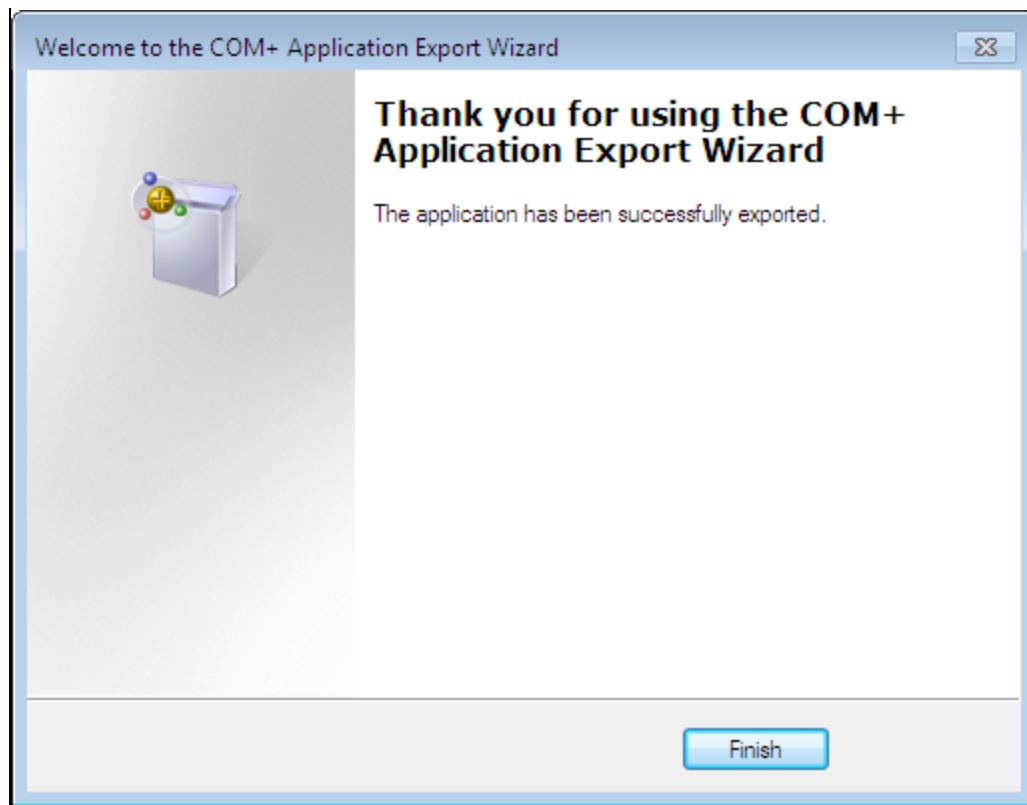 Welcome to the COM+ Application Export Wizard
Thank you for using the COM+
Application Export Wizard
The application has been successfully exported.
Finish